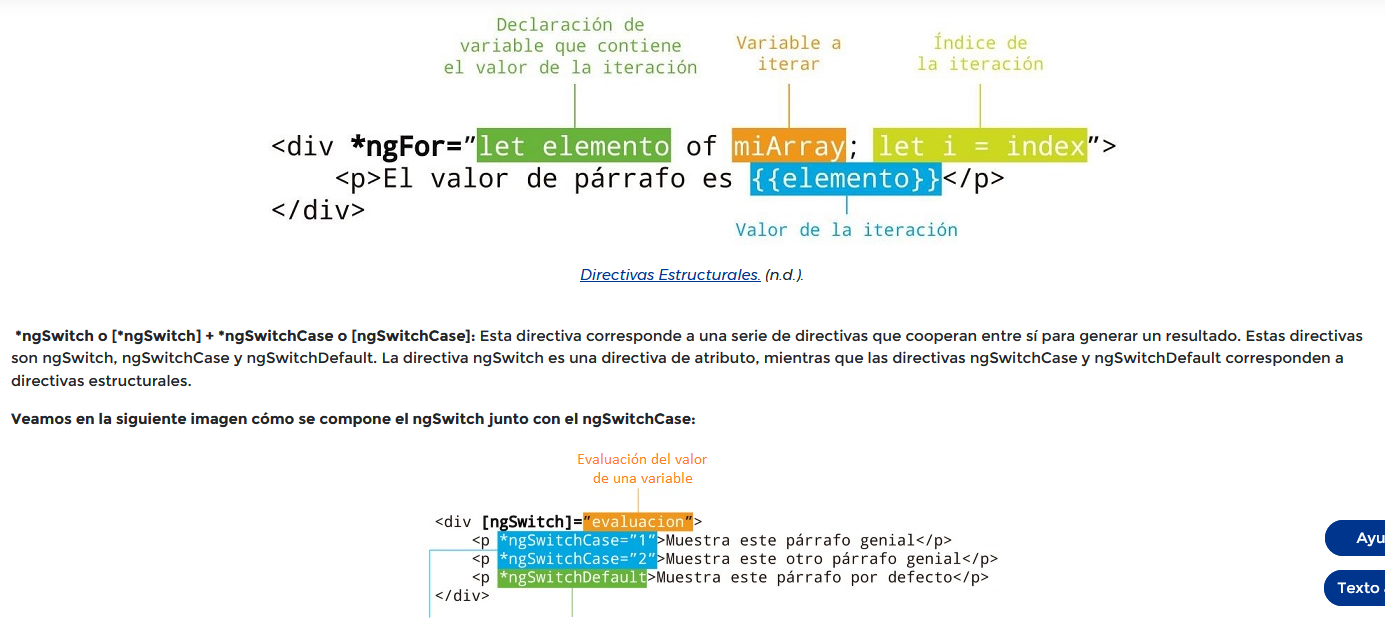 Declaración de
variable que contiene
el valor de la iteración
Variable a
iterar
Índice de
la iteración
<div *ngFor=”let elemento of miArray; let i = index”>
<p>El valor de párrafo es {{elemento}}</p>
</div>
Valor de la iteración
Directivas Estructurales. (n.d.).
*ngSwitch o [*ngSwitch] + *ngSwitchCase o [ngSwitchCase]: Esta directiva corresponde a una serie de directivas que cooperan entre sí para generar un resultado. Estas directivas
son ngSwitch, ngSwitchCase y ngSwitchDefault. La directiva ngSwitch es una directiva de atributo, mientras que las directivas ngSwitchCase y ngSwitchDefault corresponden a
directivas estructurales.
Veamos en la siguiente imagen cómo se compone el ngSwitch junto con el ngSwitchCase:
Evaluación del valor
de una variable
<div [ngSwitch]=”evaluacion”>
<p *ngSwitchCase=”1”>Muestra este párrafo genial</p>
<p *ngSwitchCase=”2”>Muestra este otro párrafo genial</p>
<p *ngSwitchDefault>Muestra este párrafo por defecto</p>
</div>
Ayu
Texto